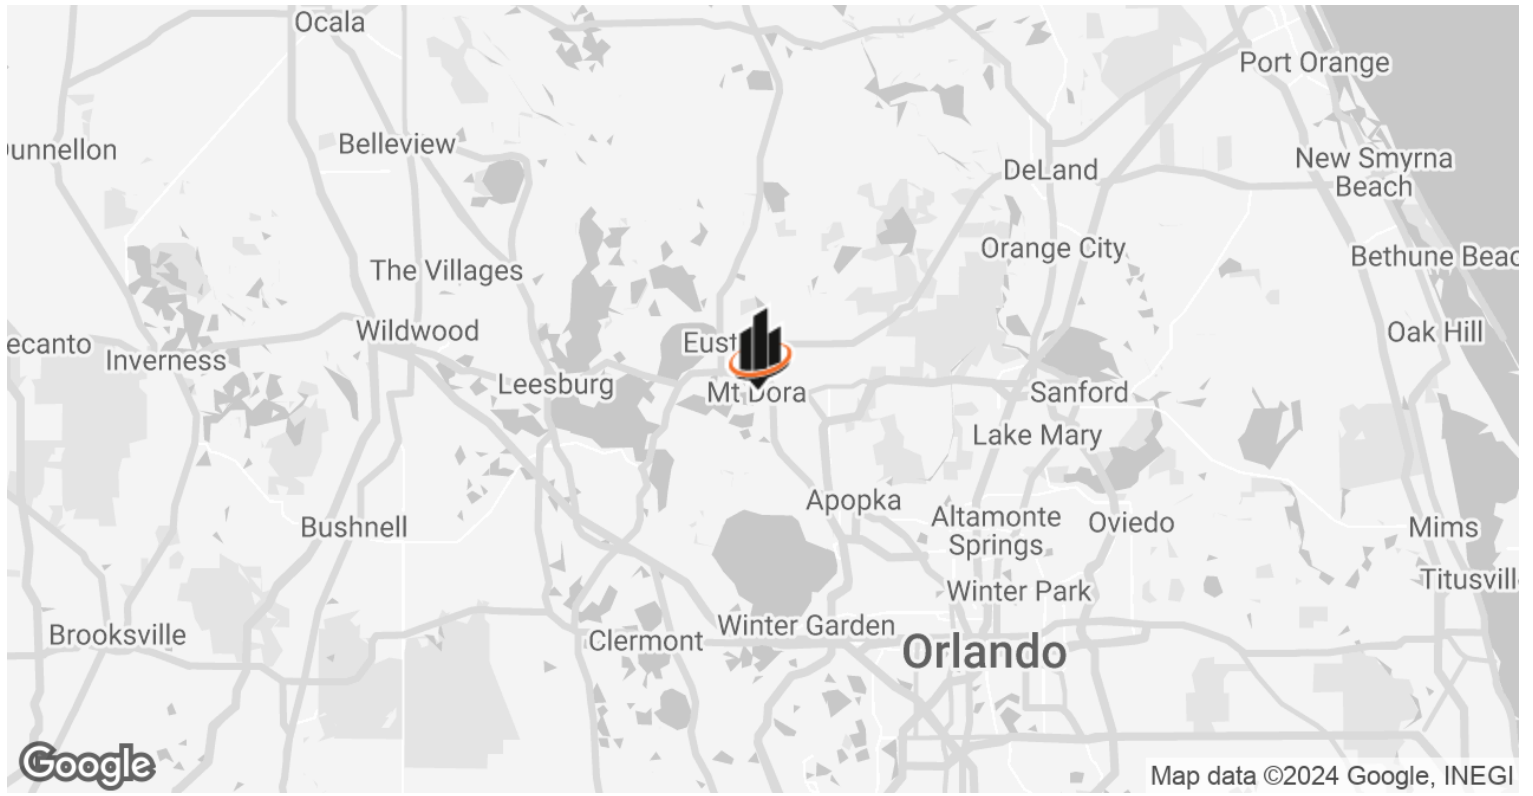 Ocala
Port Orange
Belleview
unnellon
New Smyrna
Beach
DeLand
Orange City
Bethune Beac
The Villages
Wildwood
Oak Hill
ecanto
Eust
Inverness
Leesburg
Mt Dora
Sanford
Lake Mary
Apopka
Altamonte
Springs
Oviedo
Bushnell
Mims
Titusvill
Winter Park
Winter Garden
Brooksville
Clermont
Orlando
Google
Map data ©2024 Google, INEGI